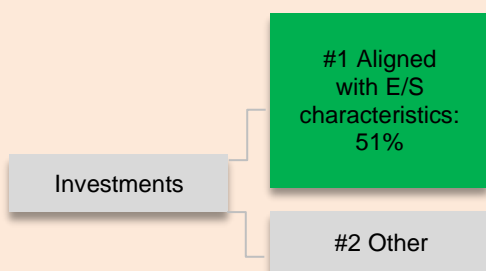 #1 Aligned
with E/S
characteristics:
51%
Investments
#2 Other